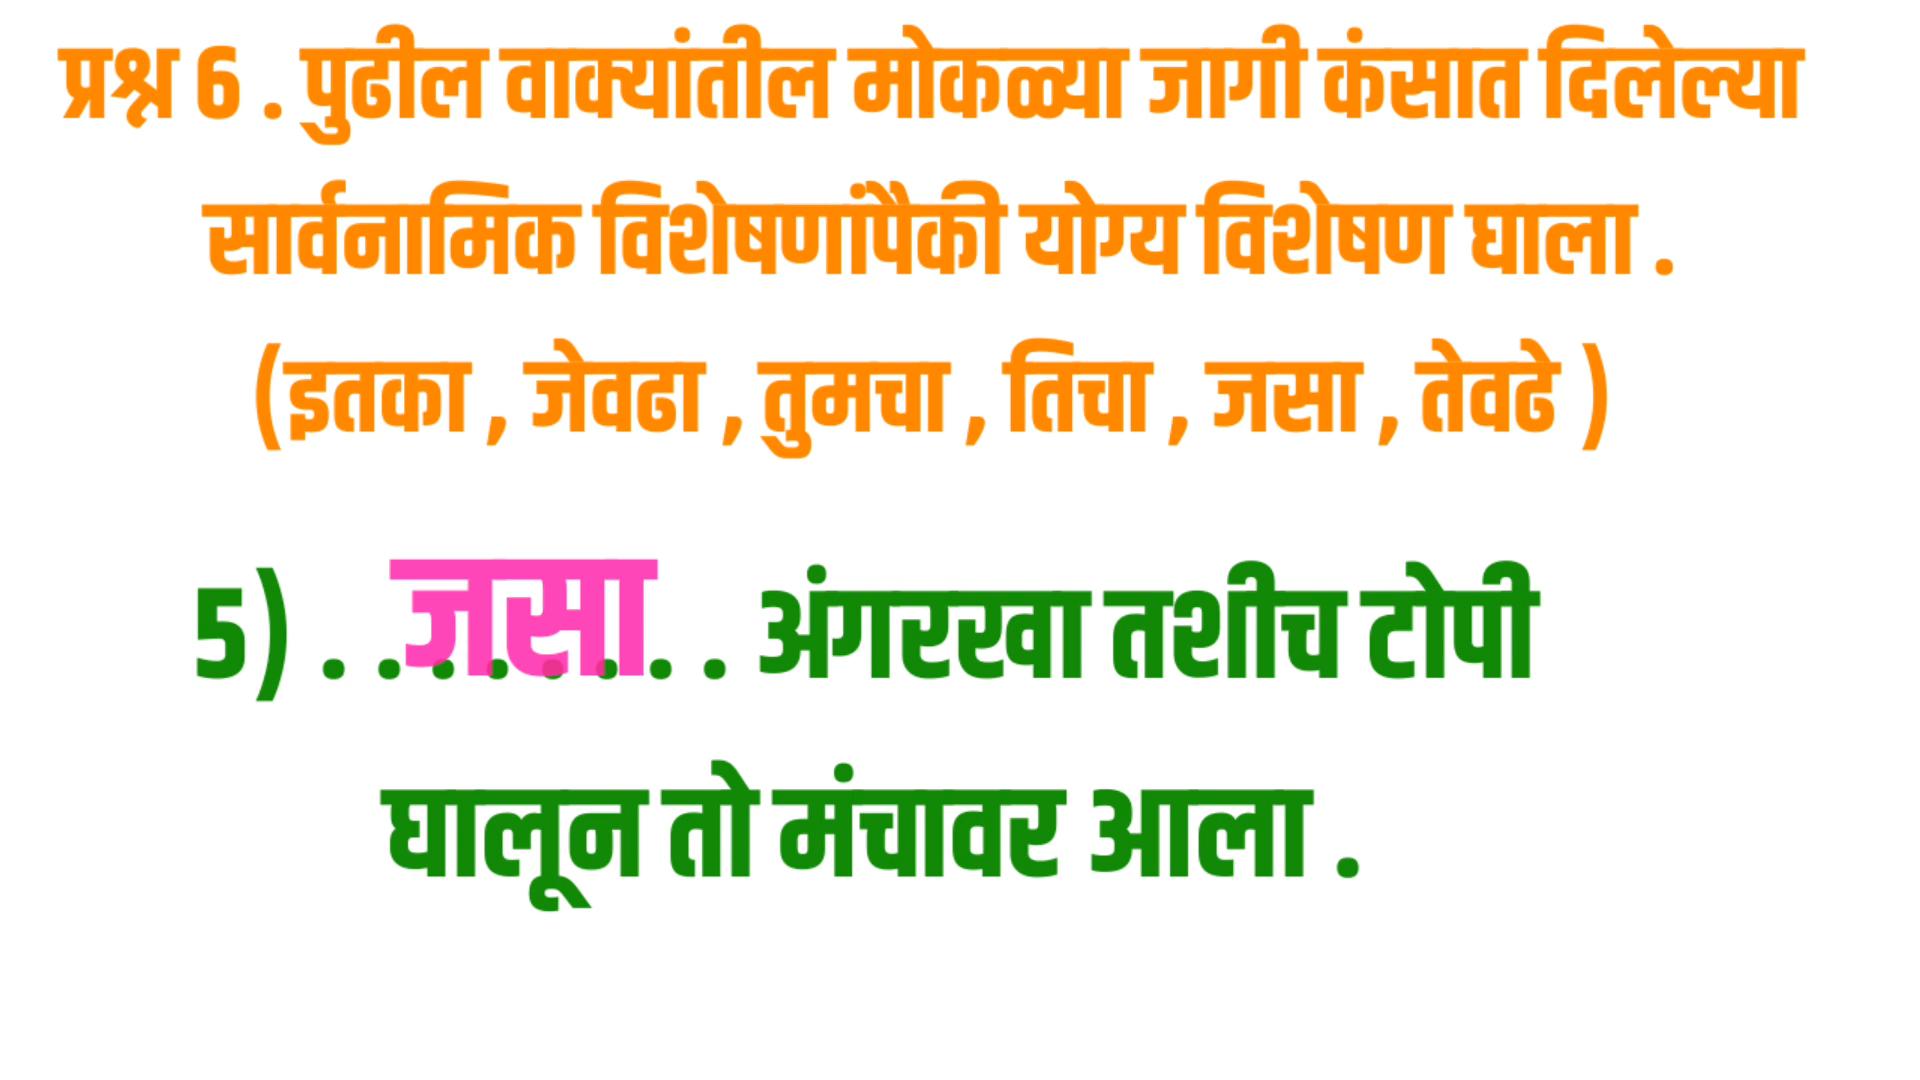 प्रश्न 6 . पुढील वाक्यांतील मोकळ्या जागी कंसात दिलेल्या
सार्वनामिक विशेषणांपैकी योग्य विशेषण घाला .
(इतका , जेवढा , तुमचा , तिचा , जसा , तेवढे )
5) . . जसा . . अंगरखा तशीच टोपी
घालून तो मंचावर आला .